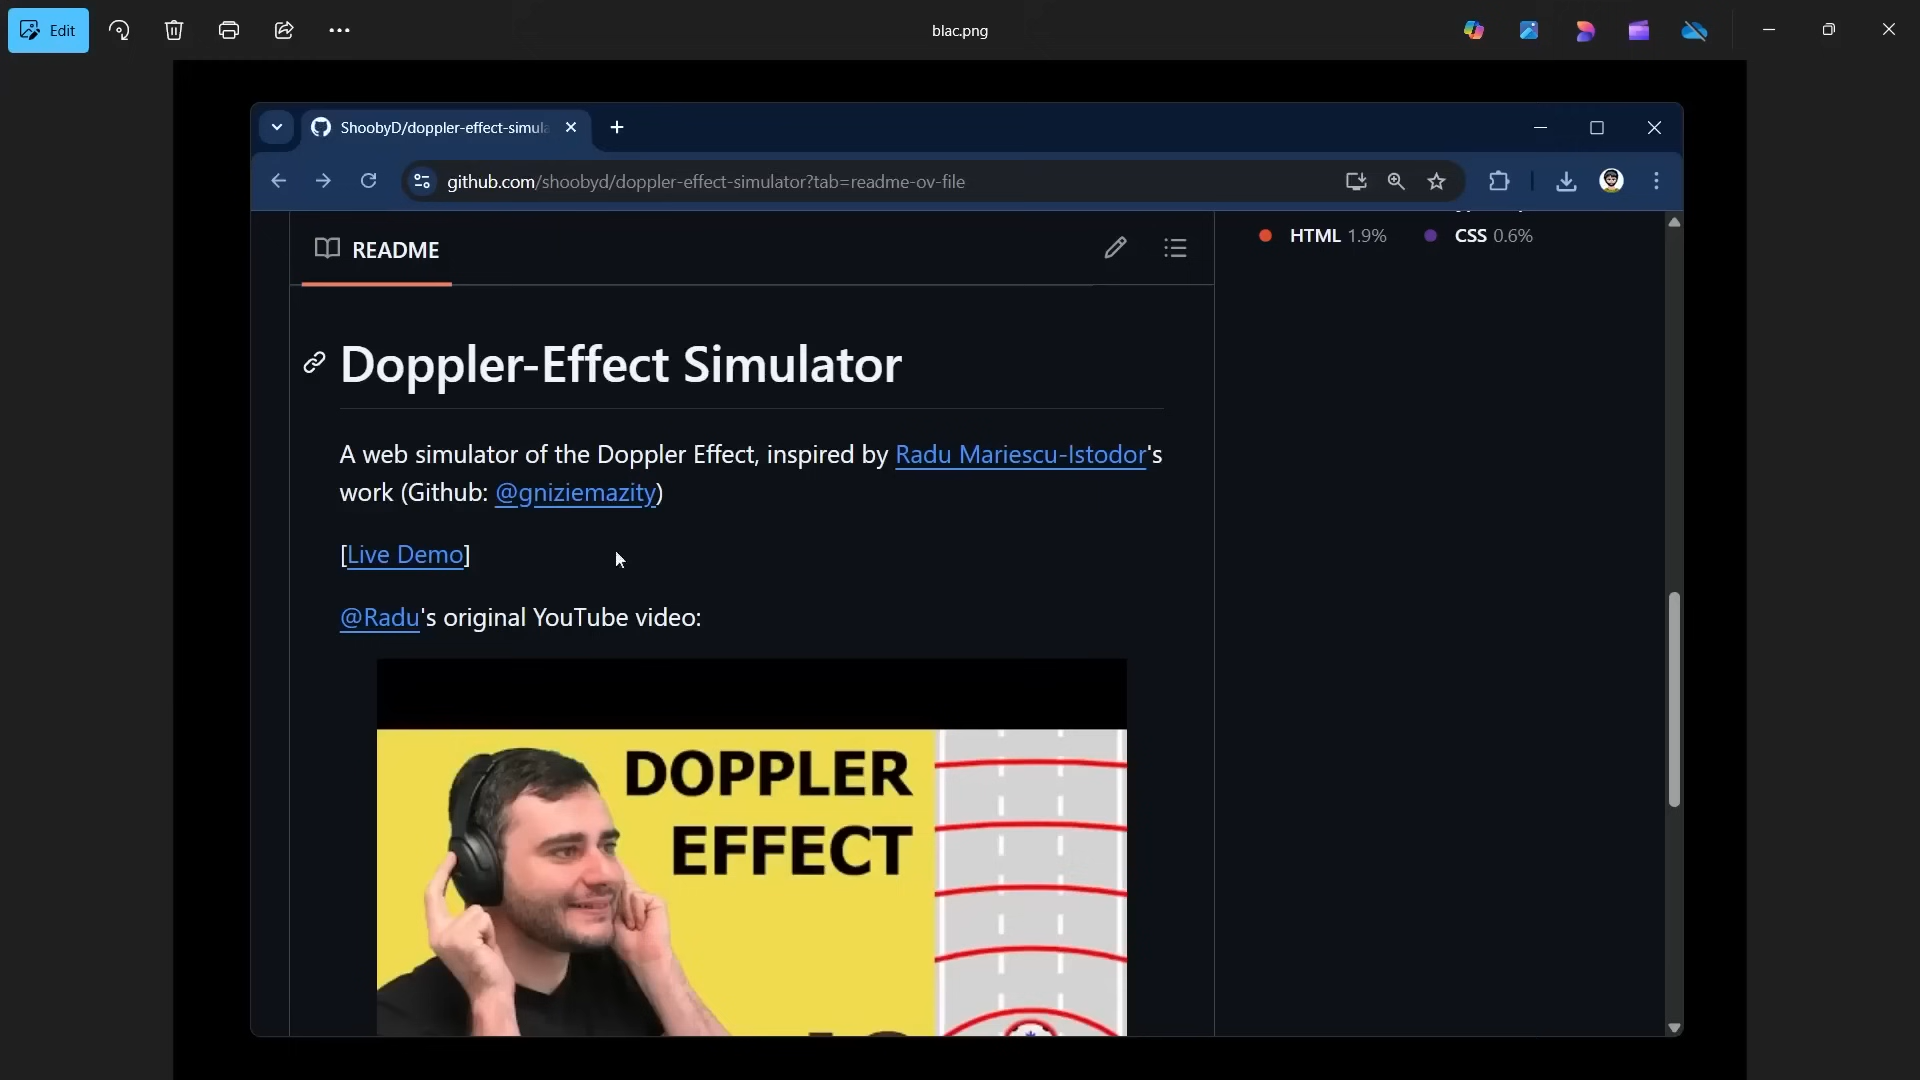 Edit
blac.png
ShoobyD/doppler-effect-simula
github.com/shoobyd/doppler-effect-simulator?tab=readme-ov-file
HTML 1.9% CSS 0.6%
README
Doppler-Effect Simulator
A web simulator of the Doppler Effect, inspired by Radu Mariescu-Istodor's
work (Github: @gniziemazity)
[Live Demo]
@Radu's original YouTube video:
DOPPLER
EFFECT